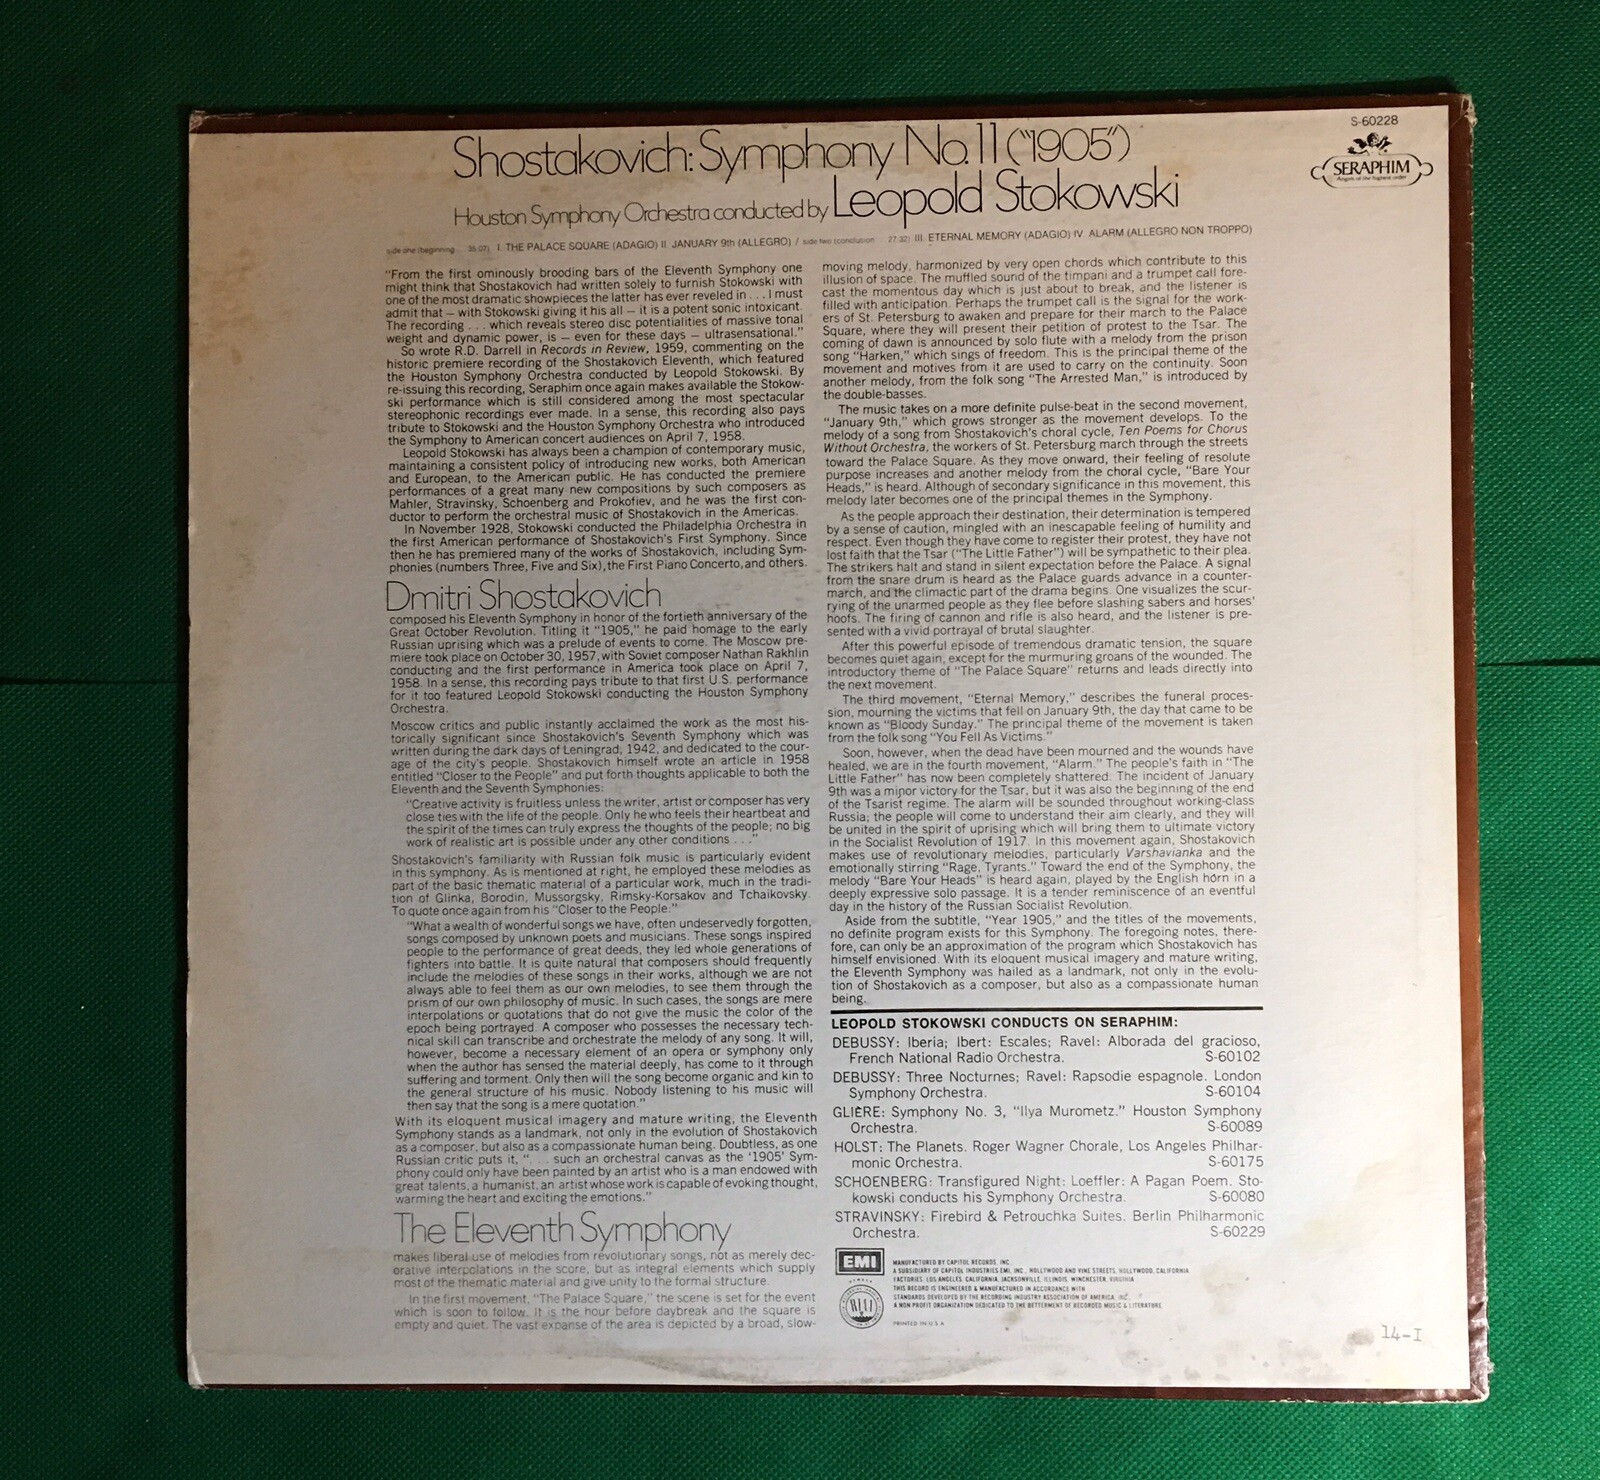 S-60228
SERAPHIM
Angels of the highest order
Shostakovich: Symphony No. 11 ("1905")
Houston Symphony Orchestra conducted by Leopold Stokowski
side one (beginning 35:07) I. THE PALACE SQUARE (ADAGIO) II JANUARY 9th (ALLEGRO) / side two (conclusion 27:32) III. ETERNAL MEMORY (ADAGIO) IV ALARM (ALLEGRO NON TROPPO)
"From the first ominously brooding bars of the Eleventh Symphony one
might think that Shostakovich had written solely to furnish Stokowski with
one of the most dramatic showpieces the latter has ever reveled in . . . I must
admit that — with Stokowski giving it his all — it is a potent sonic intoxicant.
The recording . . . which reveals stereo disc potentialities of massive tonal
weight and dynamic power, is — even for these days — ultrasensational."
So wrote R.D. Darrell in Records in Review, 1959, commenting on the
historic premiere recording of the Shostakovich Eleventh, which featured
the Houston Symphony Orchestra conducted by Leopold Stokowski. By
re-issuing this recording, Seraphim once again makes available the Stokow-
ski performance which is still considered among the most spectacular
stereophonic recordings ever made. In a sense, this recording also pays
tribute to Stokowski and the Houston Symphony Orchestra who introduced
the Symphony to American concert audiences on April 7, 1958.
Leopold Stokowski has always been a champion of contemporary music,
maintaining a consistent policy of introducing new works, both American
and European, to the American public. He has conducted the premiere
performances of a great many new compositions by such composers as
Mahler, Stravinsky, Schoenberg and Prokofiev, and he was the first con-
ductor to perform the orchestral music of Shostakovich in the Americas.
In November 1928, Stokowski conducted the Philadelphia Orchestra in
the first American performance of Shostakovich's First Symphony. Since
then he has premiered many of the works of Shostakovich, including Sym-
phonies (numbers Three, Five and Six), the First Piano Concerto, and others.
Dmitri Shostakovich
composed his Eleventh Symphony in honor of the fortieth anniversary of the
Great October Revolution. Titling it "1905," he paid homage to the early
Russian uprising which was a prelude of events to come. The Moscow pre-
miere took place on October 30, 1957, with Soviet composer Nathan Rakhlin
conducting and the first performance in America took place on April 7,
1958. In a sense, this recording pays tribute to that first U.S. performance
for it too featured Leopold Stokowski conducting the Houston Symphony
Orchestra.
Moscow critics and public instantly acclaimed the work as the most his-
torically significant since Shostakovich's Seventh Symphony which was
written during the dark days of Leningrad, 1942, and dedicated to the cour-
age of the city's people. Shostakovich himself wrote an article in 1958
entitled "Closer to the People" and put forth thoughts applicable to both the
Eleventh and the Seventh Symphonies:
"Creative activity is fruitless unless the writer, artist or composer has very
close ties with the life of the people. Only he who feels their heartbeat and
the spirit of the times can truly express the thoughts of the people; no big
work of realistic art is possible under any other conditions . . ."
Shostakovich's familiarity with Russian folk music is particularly evident
in this symphony. As is mentioned at right, he employed these melodies as
part of the basic thematic material of a particular work, much in the tradi-
tion of Glinka, Borodin, Mussorgsky, Rimsky-Korsakov and Tchaikovsky.
To quote once again from his "Closer to the People:"
"What a wealth of wonderful songs we have, often undeservedly forgotten,
songs composed by unknown poets and musicians. These songs inspired
people to the performance of great deeds, they led whole generations of
fighters into battle. It is quite natural that composers should frequently
include the melodies of these songs in their works, although we are not
always able to feel them as our own melodies, to see them through the
prism of our own philosophy of music. In such cases, the songs are mere
interpolations or quotations that do not give the music the color of the
epoch being portrayed. A composer who possesses the necessary tech-
nical skill can transcribe and orchestrate the melody of any song. It will,
however, become a necessary element of an opera or symphony only
when the author has sensed the material deeply, has come to it through
suffering and torment. Only then will the song become organic and kin to
the general structure of his music. Nobody listening to his music will
then say that the song is a mere quotation."
With its eloquent musical imagery and mature writing, the Eleventh
Symphony stands as a landmark, not only in the evolution of Shostakovich
as a composer, but also as a compassionate human being. Doubtless, as one
Russian critic puts it, ". . . such an orchestral canvas as the '1905' Sym-
phony could only have been painted by an artist who is a man endowed with
great talents, a humanist, an artist whose work is capable of evoking thought,
warming the heart and exciting the emotions."
The Eleventh Symphony
makes liberal use of melodies from revolutionary songs, not as merely dec-
orative interpolations in the score, but as integral elements which supply
most of the thematic material and give unity to the formal structure.
In the first movement, "The Palace Square," the scene is set for the event
which is soon to follow. It is the hour before daybreak and the square is
empty and quiet. The vast expanse of the area is depicted by a broad, slow-
moving melody, harmonized by very open chords which contribute to this
illusion of space. The muffled sound of the timpani and a trumpet call fore-
cast the momentous day which is just about to break, and the listener is
filled with anticipation. Perhaps the trumpet call is the signal for the work-
ers of St. Petersburg to awaken and prepare for their march to the Palace
Square, where they will present their petition of protest to the Tsar. The
coming of dawn is announced by solo flute with a melody from the prison
song "Harken," which sings of freedom. This is the principal theme of the
movement and motives from it are used to carry on the continuity. Soon
another melody, from the folk song "The Arrested Man," is introduced by
the double-basses.
The music takes on a more definite pulse-beat in the second movement,
"January 9th," which grows stronger as the movement develops. To the
melody of a song from Shostakovich's choral cycle, Ten Poems for Chorus
Without Orchestra, the workers of St. Petersburg march through the streets
toward the Palace Square. As they move onward, their feeling of resolute
purpose increases and another melody from the choral cycle, "Bare Your
Heads," is heard. Although of secondary significance in this movement, this
melody later becomes one of the principal themes in the Symphony.
As the people approach their destination, their determination is tempered
by a sense of caution, mingled with an inescapable feeling of humility and
respect. Even though they have come to register their protest, they have not
lost faith that the Tsar ("The Little Father") will be sympathetic to their plea.
The strikers halt and stand in silent expectation before the Palace. A signal
from the snare drum is heard as the Palace guards advance in a counter-
march, and the climactic part of the drama begins. One visualizes the scur-
rying of the unarmed people as they flee before slashing sabers and horses'
hoofs. The firing of cannon and rifle is also heard, and the listener is pre-
sented with a vivid portrayal of brutal slaughter.
After this powerful episode of tremendous dramatic tension, the square
becomes quiet again, except for the murmuring groans of the wounded. The
introductory theme of "The Palace Square" returns and leads directly into
the next movement.
The third movement, "Eternal Memory," describes the funeral proces-
sion, mourning the victims that fell on January 9th, the day that came to be
known as "Bloody Sunday." The principal theme of the movement is taken
from the folk song "You Fell As Victims."
Soon, however, when the dead have been mourned and the wounds have
healed, we are in the fourth movement, "Alarm." The people's faith in "The
Little Father" has now been completely shattered. The incident of January
9th was a minor victory for the Tsar, but it was also the beginning of the end
of the Tsarist regime. The alarm will be sounded throughout working-class
Russia; the people will come to understand their aim clearly, and they will
be united in the spirit of uprising which will bring them to ultimate victory
in the Socialist Revolution of 1917. In this movement again, Shostakovich
makes use of revolutionary melodies, particularly Varshavianka and the
emotionally stirring "Rage, Tyrants." Toward the end of the Symphony, the
melody "Bare Your Heads" is heard again, played by the English horn in a
deeply expressive solo passage. It is a tender reminiscence of an eventful
day in the history of the Russian Socialist Revolution.
Aside from the subtitle, "Year 1905," and the titles of the movements,
no definite program exists for this Symphony. The foregoing notes, there-
fore, can only be an approximation of the program which Shostakovich has
himself envisioned. With its eloquent musical imagery and mature writing,
the Eleventh Symphony was hailed as a landmark, not only in the evolu-
tion of Shostakovich as a composer, but also as a compassionate human
being.
LEOPOLD STOKOWSKI CONDUCTS ON SERAPHIM:
DEBUSSY: Iberia; Ibert: Escales; Ravel: Alborada del gracioso,
French National Radio Orchestra. S-60102
DEBUSSY: Three Nocturnes; Ravel: Rapsodie espagnole. London
Symphony Orchestra. S-60104
GLIÈRE: Symphony No. 3, "Ilya Murometz." Houston Symphony
Orchestra. S-60089
HOLST: The Planets. Roger Wagner Chorale, Los Angeles Philhar-
monic Orchestra. S-60175
SCHOENBERG: Transfigured Night: Loeffler: A Pagan Poem. Sto-
kowski conducts his Symphony Orchestra. S-60080
STRAVINSKY: Firebird & Petrouchka Suites. Berlin Philharmonic
Orchestra. S-60229
EMI
MANUFACTURED BY CAPITOL RECORDS, INC.
A SUBSIDIARY OF CAPITOL INDUSTRIES-EMI, INC., HOLLYWOOD AND VINE STREETS, HOLLYWOOD, CALIFORNIA.
FACTORIES: LOS ANGELES, CALIFORNIA, JACKSONVILLE, ILLINOIS, WINCHESTER, VIRGINIA
THIS RECORD IS ENGINEERED & MANUFACTURED IN ACCORDANCE WITH
STANDARDS DEVELOPED BY THE RECORDING INDUSTRY ASSOCIATION OF AMERICA, INC.,
A NON PROFIT ORGANIZATION DEDICATED TO THE BETTERMENT OF RECORDED MUSIC & LITERATURE
PRINTED IN U.S.A.
14-I